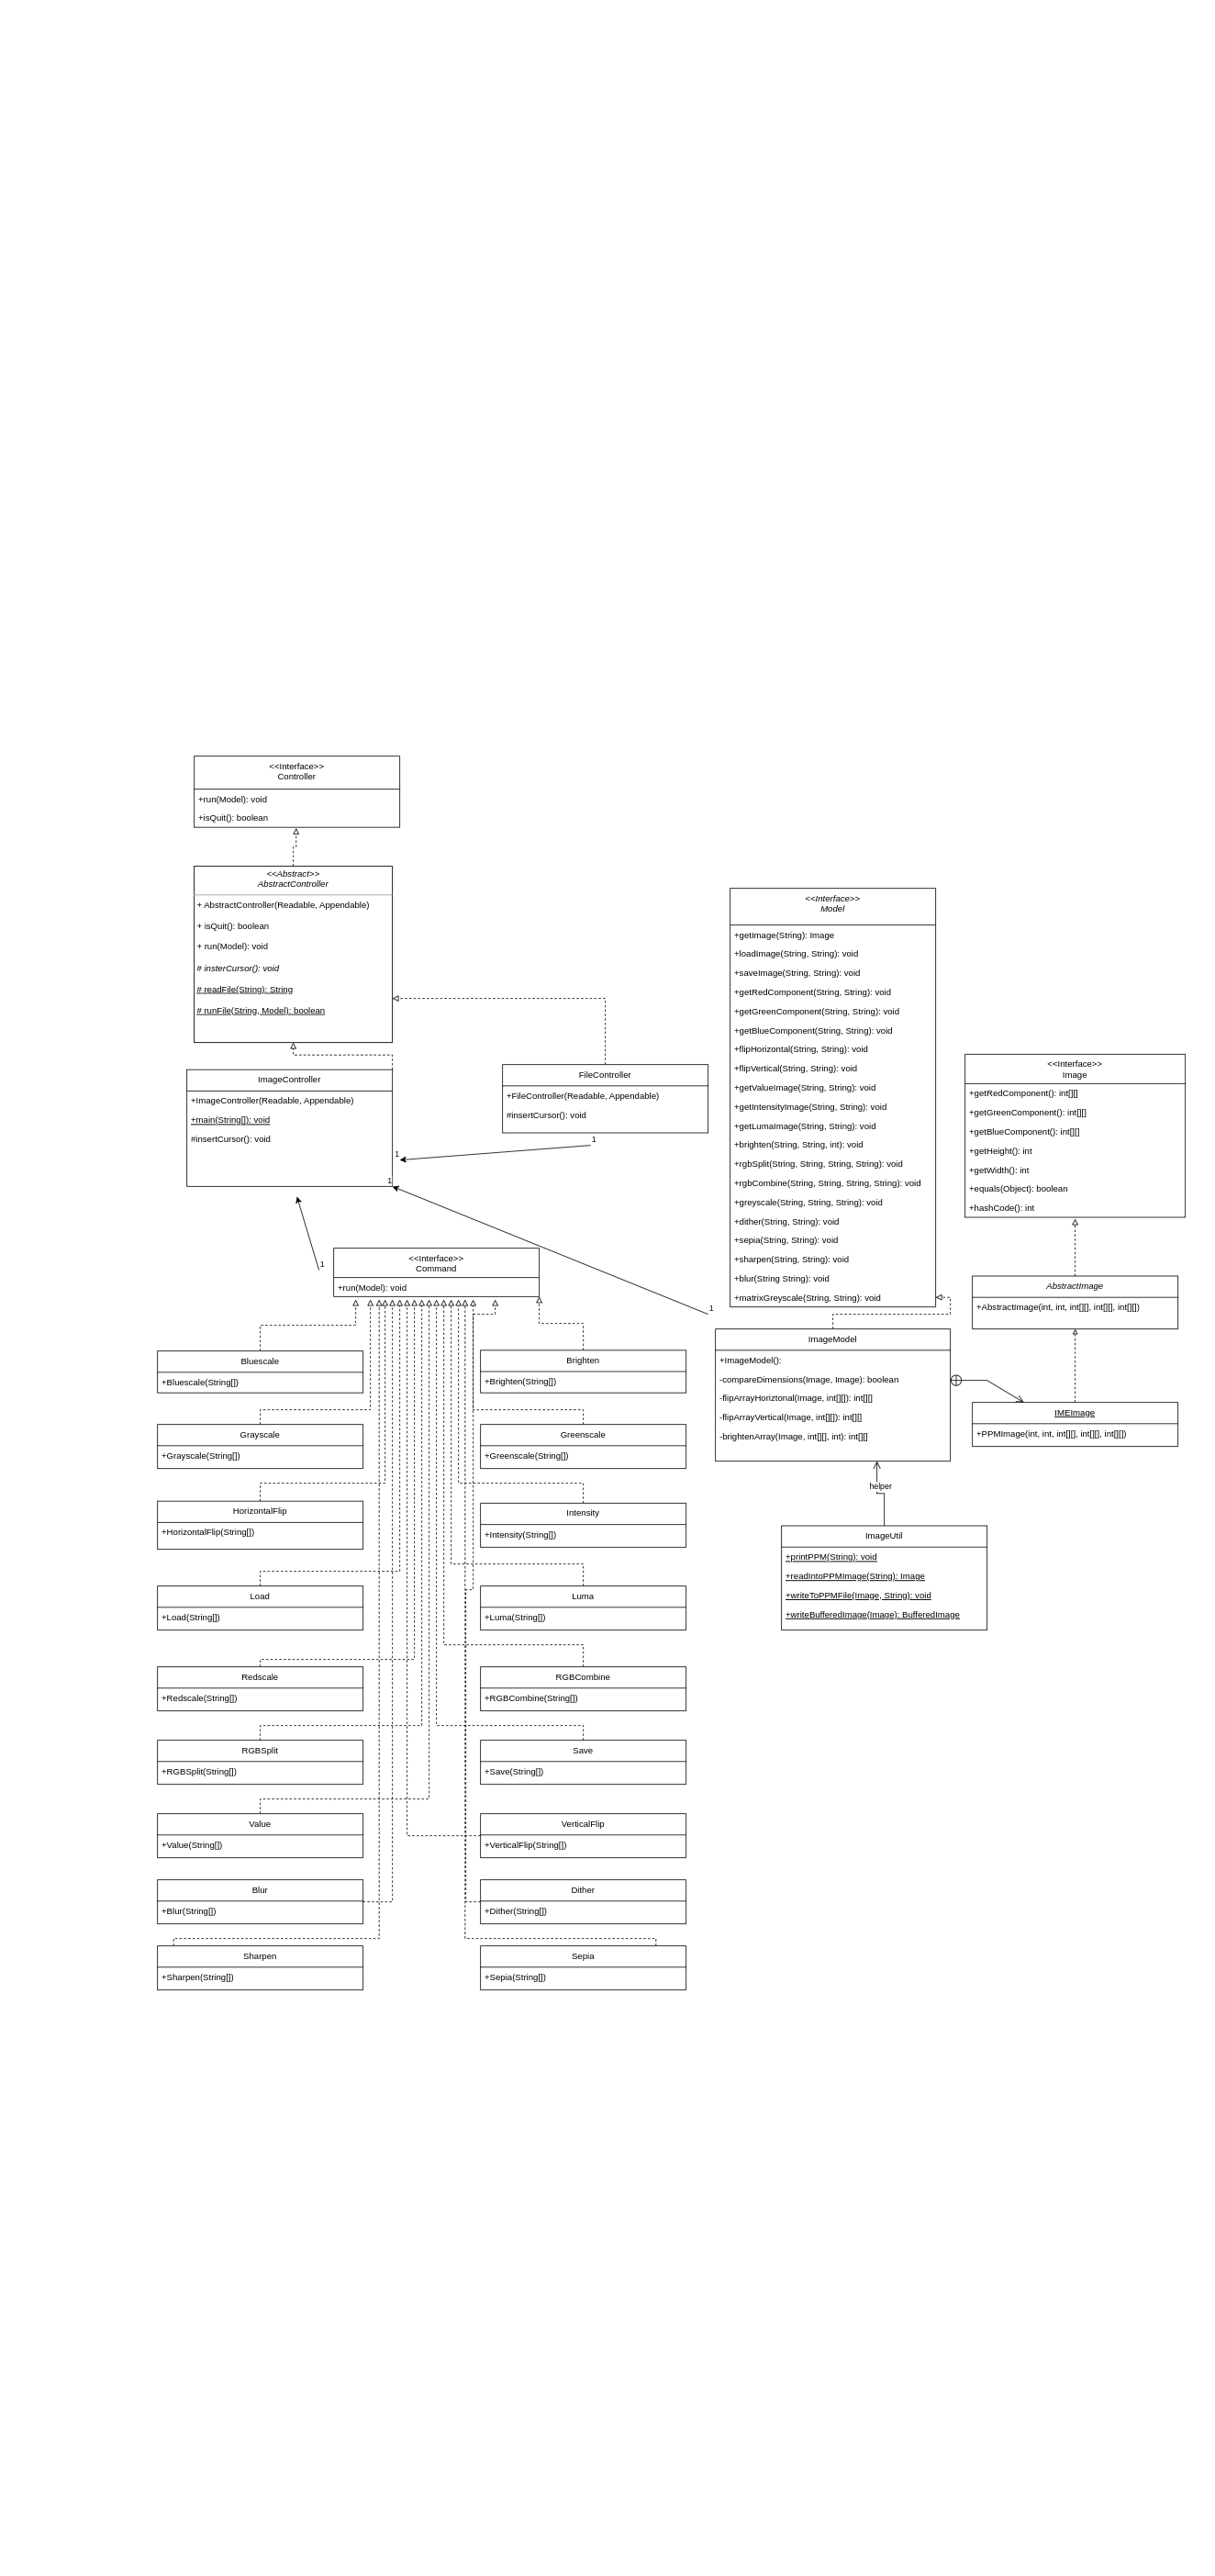 <<Interface>>
Controller
+run(Model): void
+isQuit(): boolean
<<Abstract>>
AbstractController
+ AbstractController(Readable, Appendable)
+ isQuit(): boolean
+ run(Model): void
# insterCursor(): void
# readFile(String): String
# runFile(String, Model): boolean
ImageController
+ImageController(Readable, Appendable)
+main(String[]): void
#insertCursor(): void
FileController
+FileController(Readable, Appendable)
#insertCursor(): void
1
1
1
1
1
<<Interface>>
Command
+run(Model): void
<<Interface>>
Model
+getImage(String): Image
+loadImage(String, String): void
+saveImage(String, String): void
+getRedComponent(String, String): void
+getGreenComponent(String, String): void
+getBlueComponent(String, String): void
+flipHorizontal(String, String): void
+flipVertical(String, String): void
+getValueImage(String, String): void
+getIntensityImage(String, String): void
+getLumaImage(String, String): void
+brighten(String, String, int): void
+rgbSplit(String, String, String, String): void
+rgbCombine(String, String, String, String): void
+greyscale(String, String, String): void
+dither(String, String): void
+sepia(String, String): void
+sharpen(String, String): void
+blur(String String): void
+matrixGreyscale(String, String): void
<<Interface>>
Image
+getRedComponent(): int[][]
+getGreenComponent(): int[][]
+getBlueComponent(): int[][]
+getHeight(): int
+getWidth(): int
+equals(Object): boolean
+hashCode(): int
AbstractImage
+AbstractImage(int, int, int[][], int[][], int[][])
ImageModel
+ImageModel():
-compareDimensions(Image, Image): boolean
-flipArrayHoriztonal(Image, int[][]): int[][]
-flipArrayVertical(Image, int[][]): int[][]
-brightenArray(Image, int[][], int): int[][]
IMEImage
+PPMImage(int, int, int[][], int[][], int[][])
helper
ImageUtil
+printPPM(String): void
+readIntoPPMImage(String): Image
+writeToPPMFile(Image, String): void
+writeBufferedImage(Image): BufferedImage
Bluescale
+Bluescale(String[])
Brighten
+Brighten(String[])
Grayscale
+Grayscale(String[])
Greenscale
+Greenscale(String[])
HorizontalFlip
+HorizontalFlip(String[])
Intensity
+Intensity(String[])
Load
+Load(String[])
Luma
+Luma(String[])
Redscale
+Redscale(String[])
RGBCombine
+RGBCombine(String[])
RGBSplit
+RGBSplit(String[])
Save
+Save(String[])
Value
+Value(String[])
VerticalFlip
+VerticalFlip(String[])
Blur
+Blur(String[])
Dither
+Dither(String[])
Sharpen
+Sharpen(String[])
Sepia
+Sepia(String[])